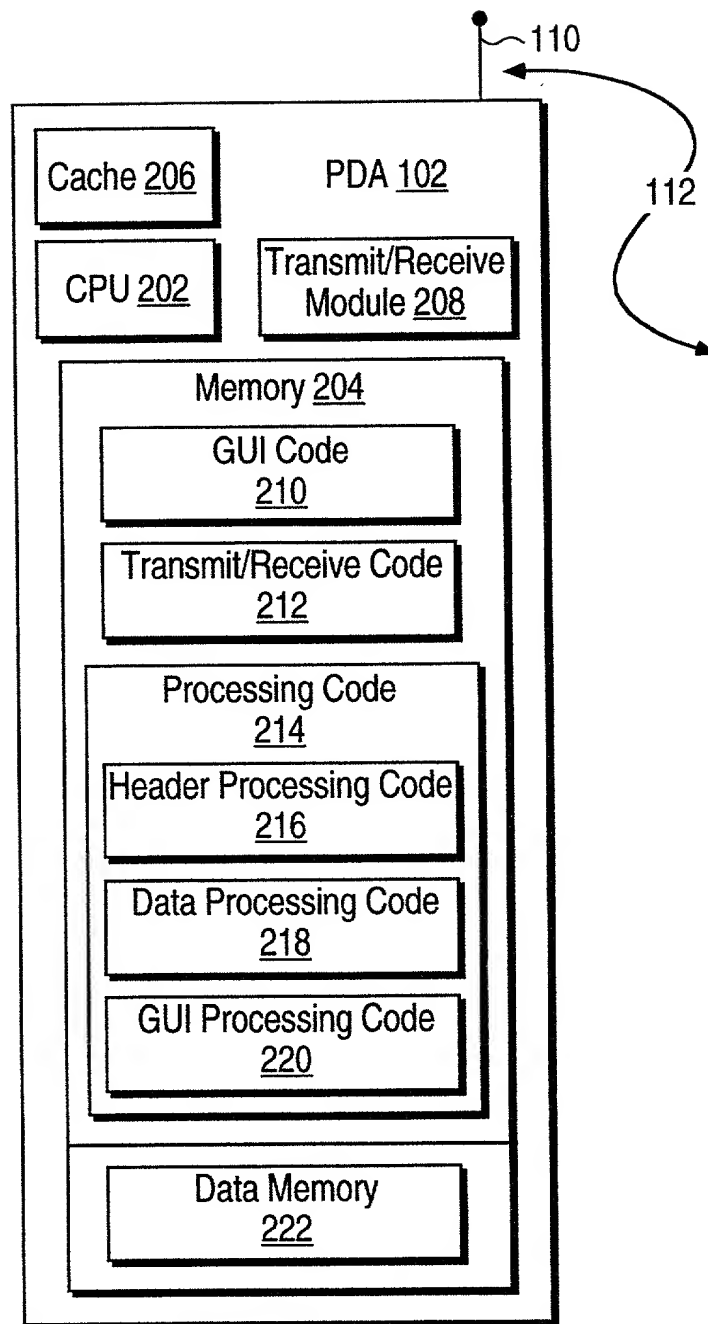 110
Cache 206
PDA 102
112
CPU 202
Transmit/Receive
Module 208
Memory 204
GUI Code
210
Transmit/Receive Code
212
Processing Code
214
Header Processing Code
216
Data Processing Code
218
GUI Processing Code
220
Data Memory
222